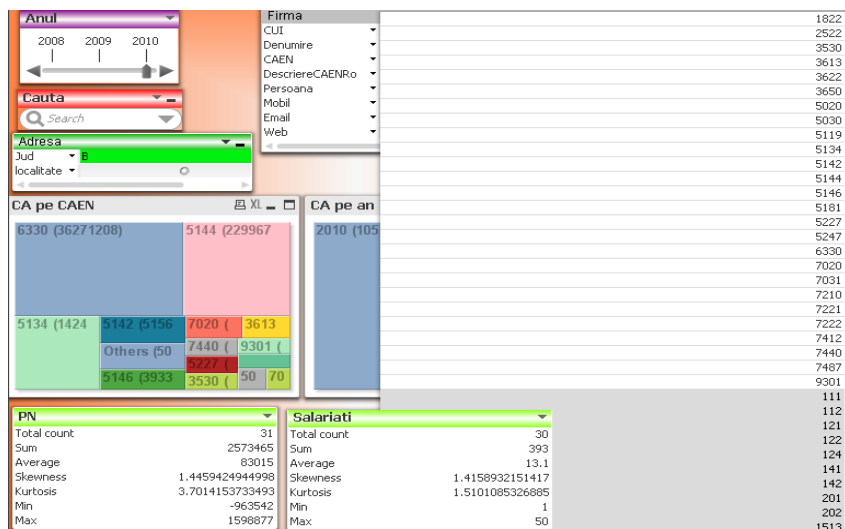 Anul
2008 2009 2010
Cauta
Search
Adresa
Jud B
localitate
Firma
CUI
Denumire
CAEN
DescriereCAENRo
Persoana
Mobil
Email
Web
CA pe CAEN XL
6330 (36271208) 5144 (229967
5134 (1424 5142 (5156 7020 ( 3613
Others (50 7440 ( 9301 (
5227 (
5146 (3933 3530 ( 50 70
CA pe an
2010 (105
PN
Total count 31
Sum 2573465
Average 83015
Skewness 1.4459424944998
Kurtosis 3.7014153733493
Min -963542
Max 1598877
Salariati
Total count 30
Sum 393
Average 13.1
Skewness 1.4158932151417
Kurtosis 1.5101085326885
Min 1
Max 50
1822
2522
3530
3613
3622
3650
5020
5030
5119
5134
5142
5144
5146
5181
5227
5247
6330
7020
7031
7210
7221
7222
7412
7440
7487
9301
111
112
121
122
124
141
142
201
202
1513